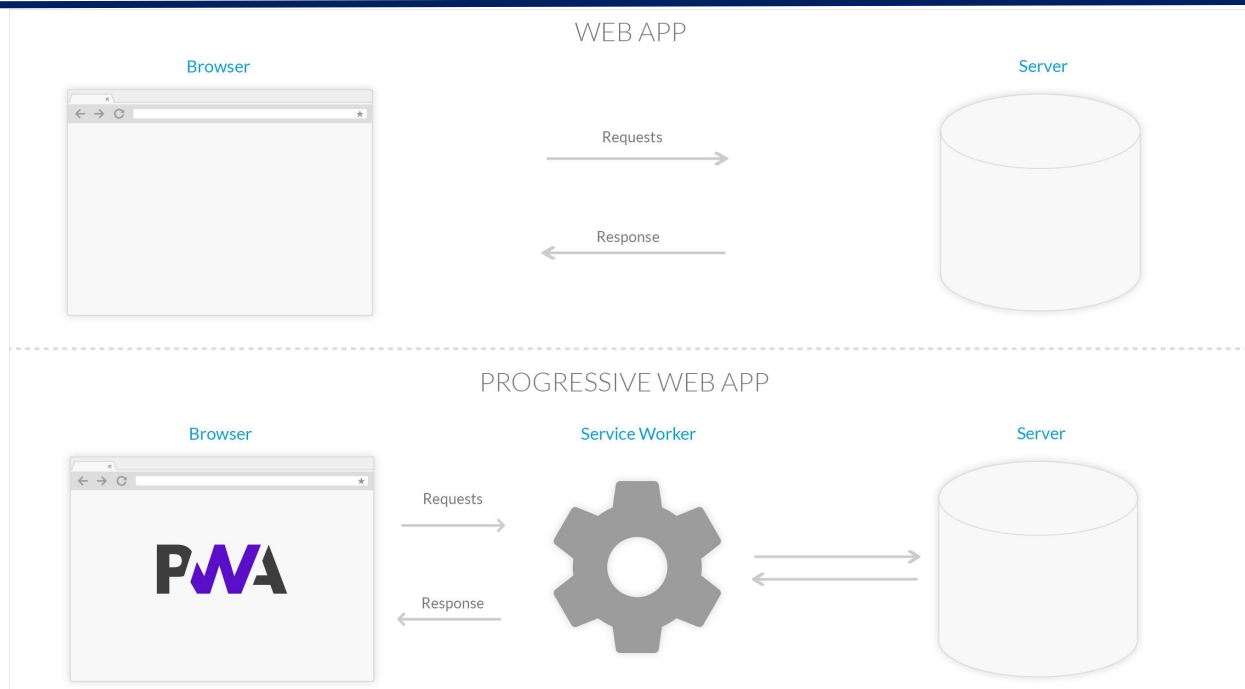 WEB APP
Browser
Server
Requests
Response
PROGRESSIVE WEB APP
Browser
Service Worker
Server
Requests
PWA
Response